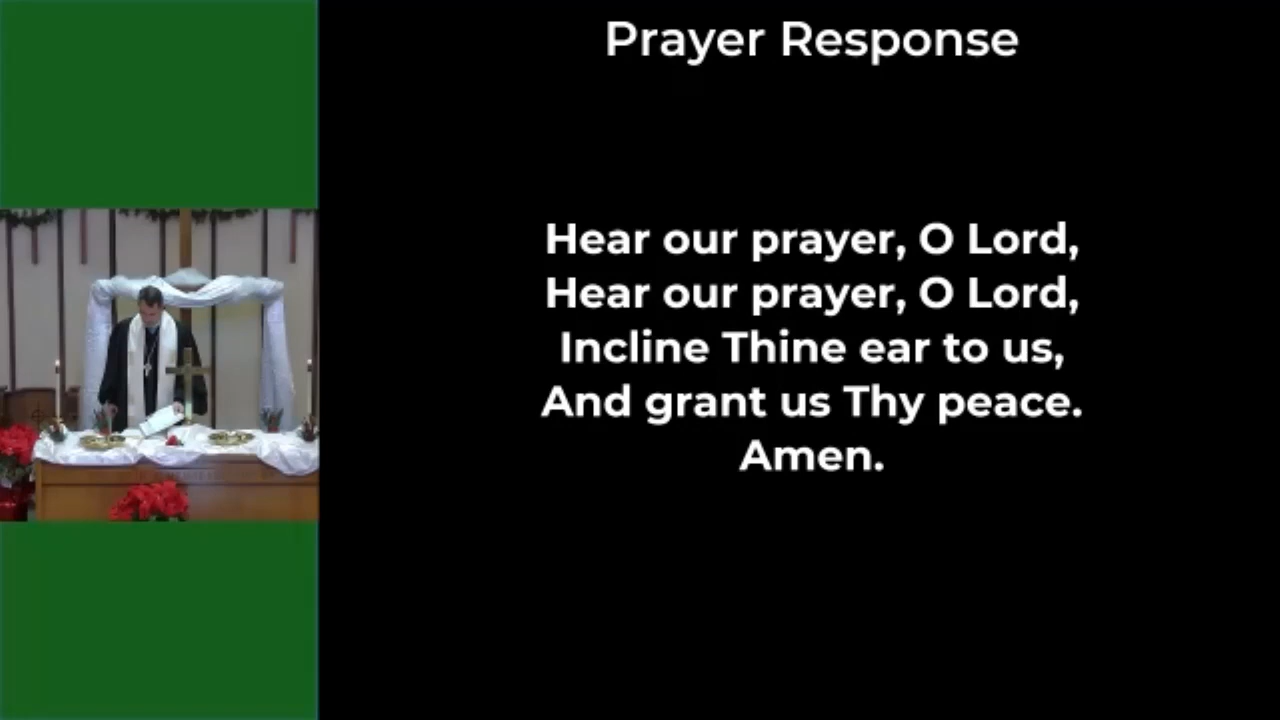 Prayer Response
Hear our prayer, O Lord,
Hear our prayer, O Lord,
Incline Thine ear to us,
And grant us Thy peace.
Amen.